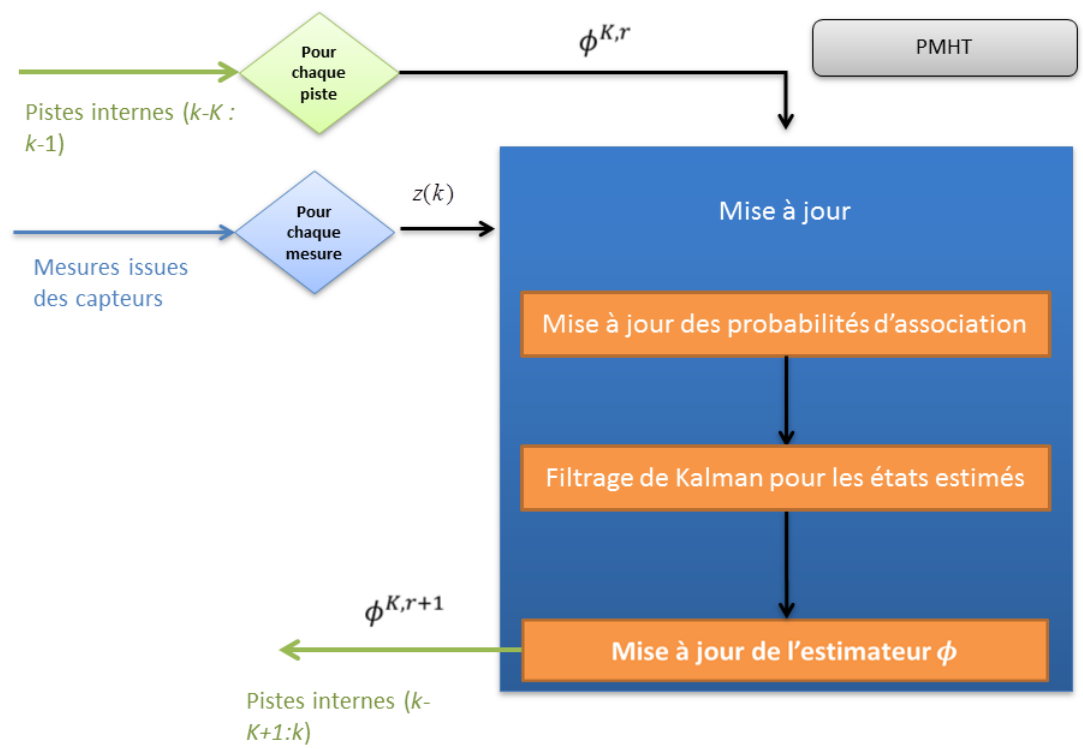 Pour
chaque
piste
ϕ^{K,r}
PMHT
Pistes internes (k-K :
k-1)
Pour
chaque
mesure
z(k)
Mise à jour
Mesures issues
des capteurs
Mise à jour des probabilités d’association
Filtrage de Kalman pour les états estimés
ϕ^{K,r+1}
Mise à jour de l’estimateur ϕ
Pistes internes (k-
K+1:k)